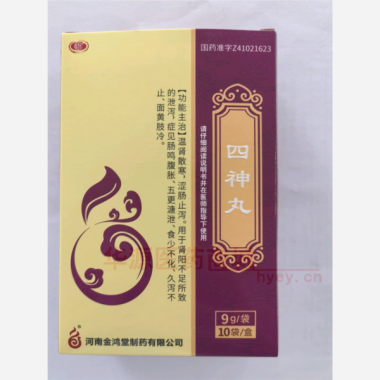 国药准字Z41021623
四神丸
请仔细阅读说明书并在医师指导下使用
【功能主治】温肾散寒，涩肠止泻。用于肾阳不足所致
的泄泻，症见肠鸣腹胀、五更溏泄、食少不化、久泻不
止、面黄肢冷。
华源医药
hyey.cn
9g/袋
10袋/盒
河南金鸿堂制药有限公司